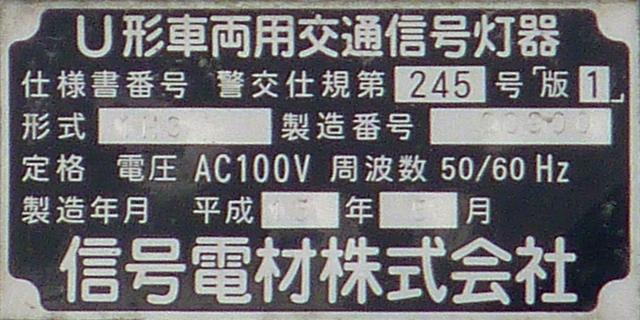 U形車両用交通信号灯器
仕様書番号 警交仕規第 245 号「版 1」
形式 製造番号
定格 電圧 AC100V 周波数 50/60 Hz
製造年月 平成 年 月
信号電材株式会社